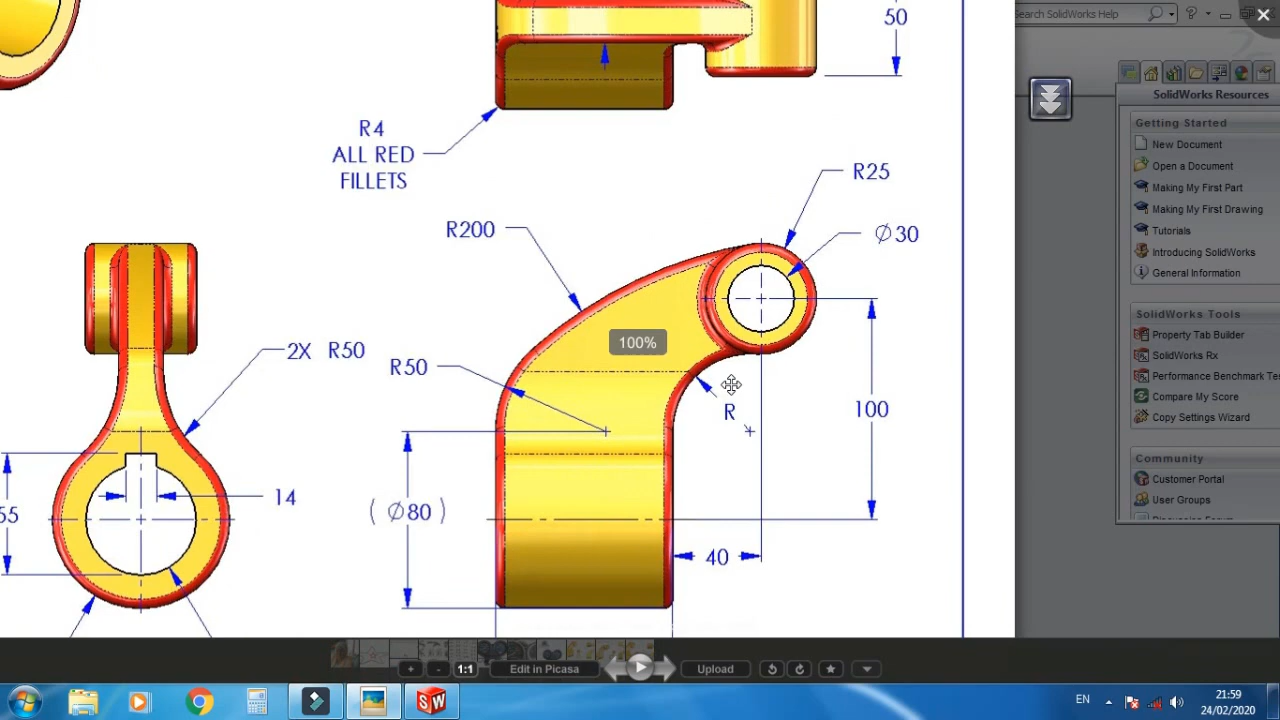 50
Search SolidWorks Help
?
SolidWorks Resources
R4
ALL RED
FILLETS
Getting Started
New Document
Open a Document
Making My First Part
Making My First Drawing
Tutorials
Introducing SolidWorks
General Information
R25
R200
Ø30
SolidWorks Tools
Property Tab Builder
SolidWorks Rx
Performance Benchmark
Compare My Score
Copy Settings Wizard
100%
2X R50
R50
R
100
Community
Customer Portal
User Groups
14
55
( Ø80 )
40
+
-
1:1
Edit in Picasa
Upload
EN
21:59
24/02/2020